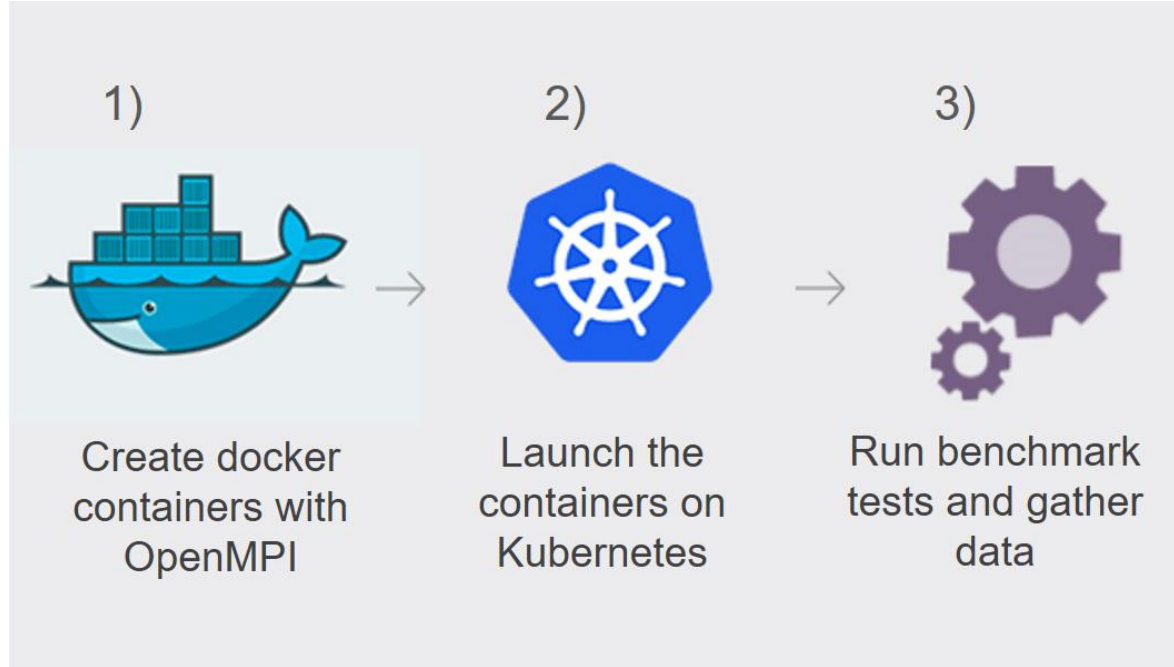 1)
Create docker
containers with
OpenMPI
2)
Launch the
containers on
Kubernetes
3)
Run benchmark
tests and gather
data